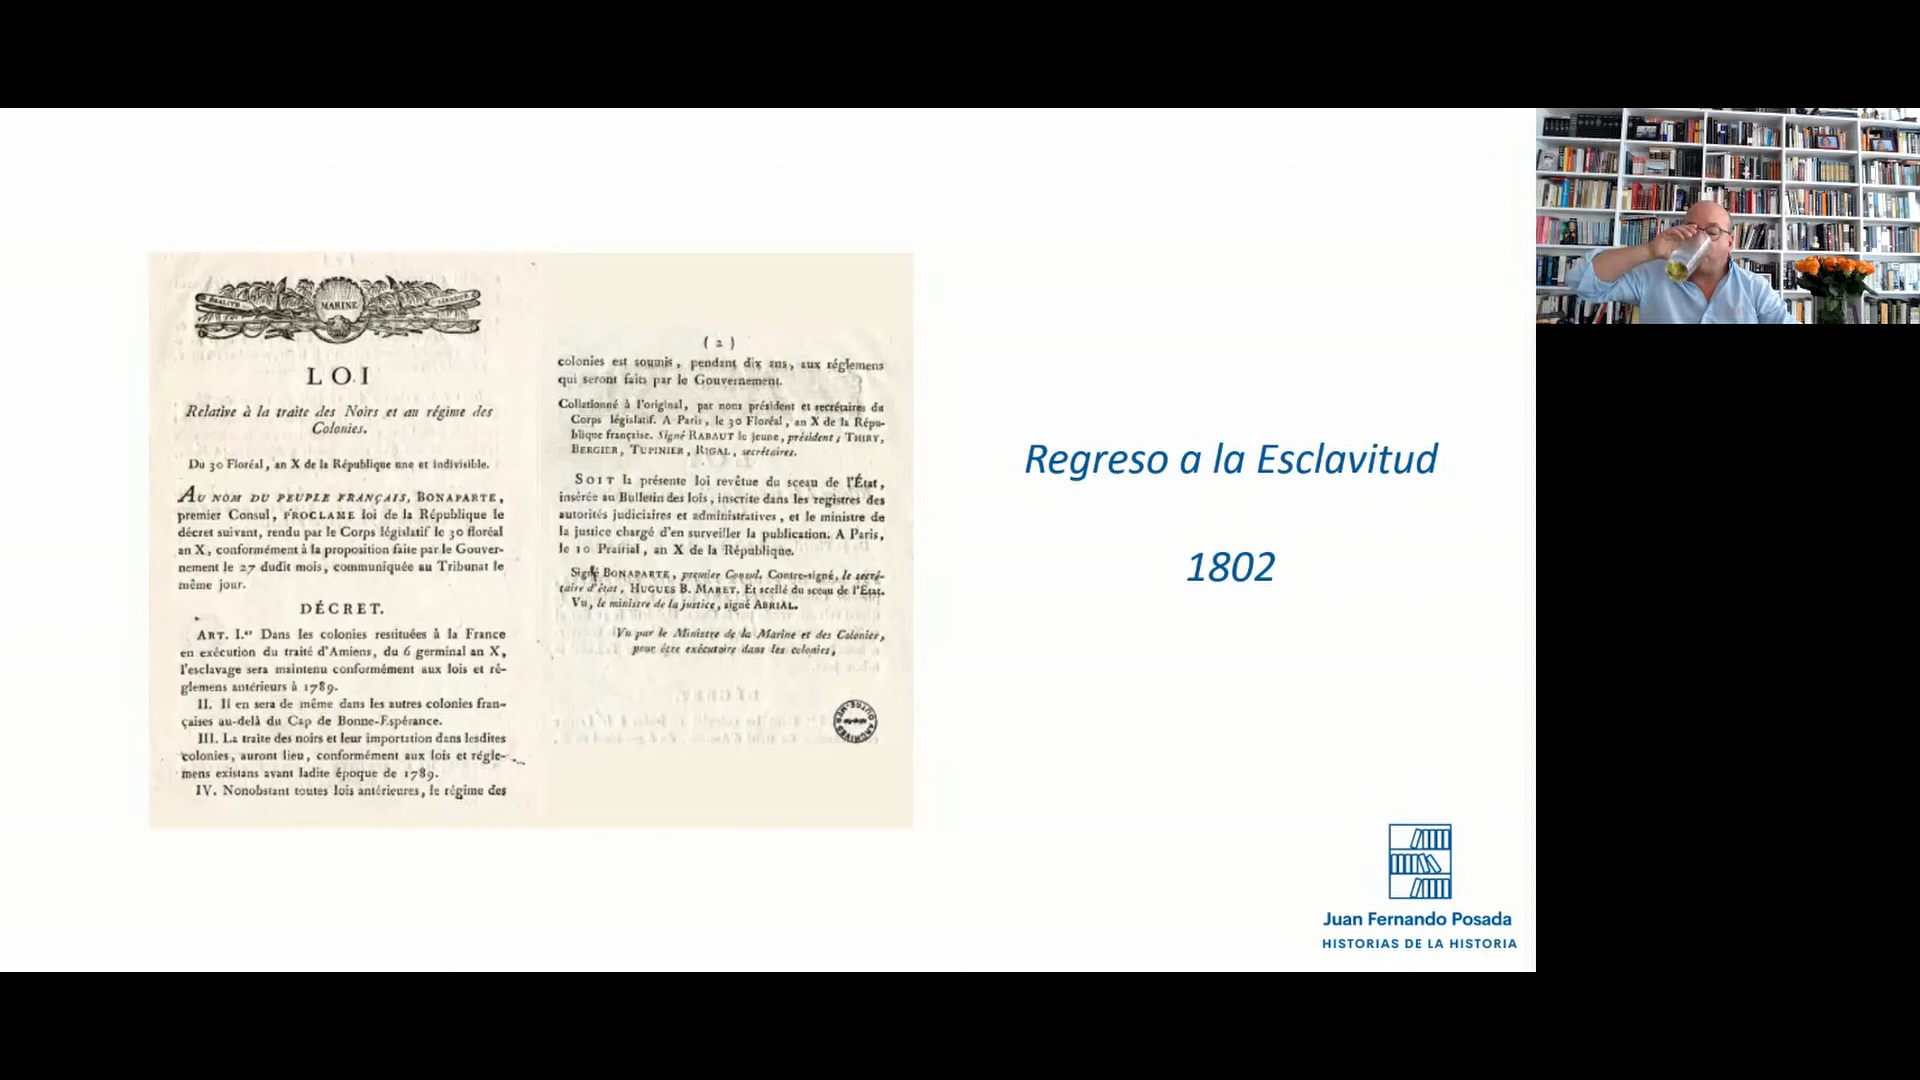 ÉGALITÉ
MARINE
LOI
Relative à la traite des Noirs et au régime des
Colonies.
Du 30 Floréal, an X de la République une et indivisible.
AU NOM DU PEUPLE FRANÇAIS, BONAPARTE,
premier Consul, PROCLAME loi de la République le
décret suivant, rendu par le Corps législatif le 30 floréal
an X, conformément à la proposition faite par le Gouver-
nement le 27 dudit mois, communiquée au Tribunat le
même jour.
DÉCRET.
ART. I.er Dans les colonies restituées à la France
en exécution du traité d'Amiens, du 6 germinal an X,
l'esclavage sera maintenu conformément aux lois et ré-
glemens antérieurs à 1789.
II. Il en sera de même dans les autres colonies fran-
çaises au-delà du Cap de Bonne-Espérance.
III. La traite des noirs et leur importation dans lesdites
colonies, auront lieu, conformément aux lois et régle-
mens existans avant ladite époque de 1789.
IV. Nonobstant toutes lois antérieures, le régime des
( 2 )
colonies est soumis, pendant dix ans, aux réglemens
qui seront faits par le Gouvernement.
Collationné à l'original, par nous président et secrétaires du
Corps législatif. A Paris, le 30 Floréal, an X de la Répu-
blique française. Signé RABAUT le jeune, président; THIRY,
BERGIER, TUPINIER, RIGAL, secrétaires.
SOIT la présente loi revêtue du sceau de l'État,
insérée au Bulletin des lois, inscrite dans les registres des
autorités judiciaires et administratives, et le ministre de
la justice chargé d'en surveiller la publication. A Paris,
le 10 Prairial, an X de la République.
Signé BONAPARTE, premier Consul. Contre-signé, le secré-
taire d'état, HUGUES B. MARET. Et scellé du sceau de l'État.
Vu, le ministre de la justice, signé ABRIAL.
Vu par le Ministre de la Marine et des Colonies,
pour être exécutoire dans les colonies,
ARCHIVES OUTRE-MER
Regreso a la Esclavitud
1802
Juan Fernando Posada
HISTORIAS DE LA HISTORIA